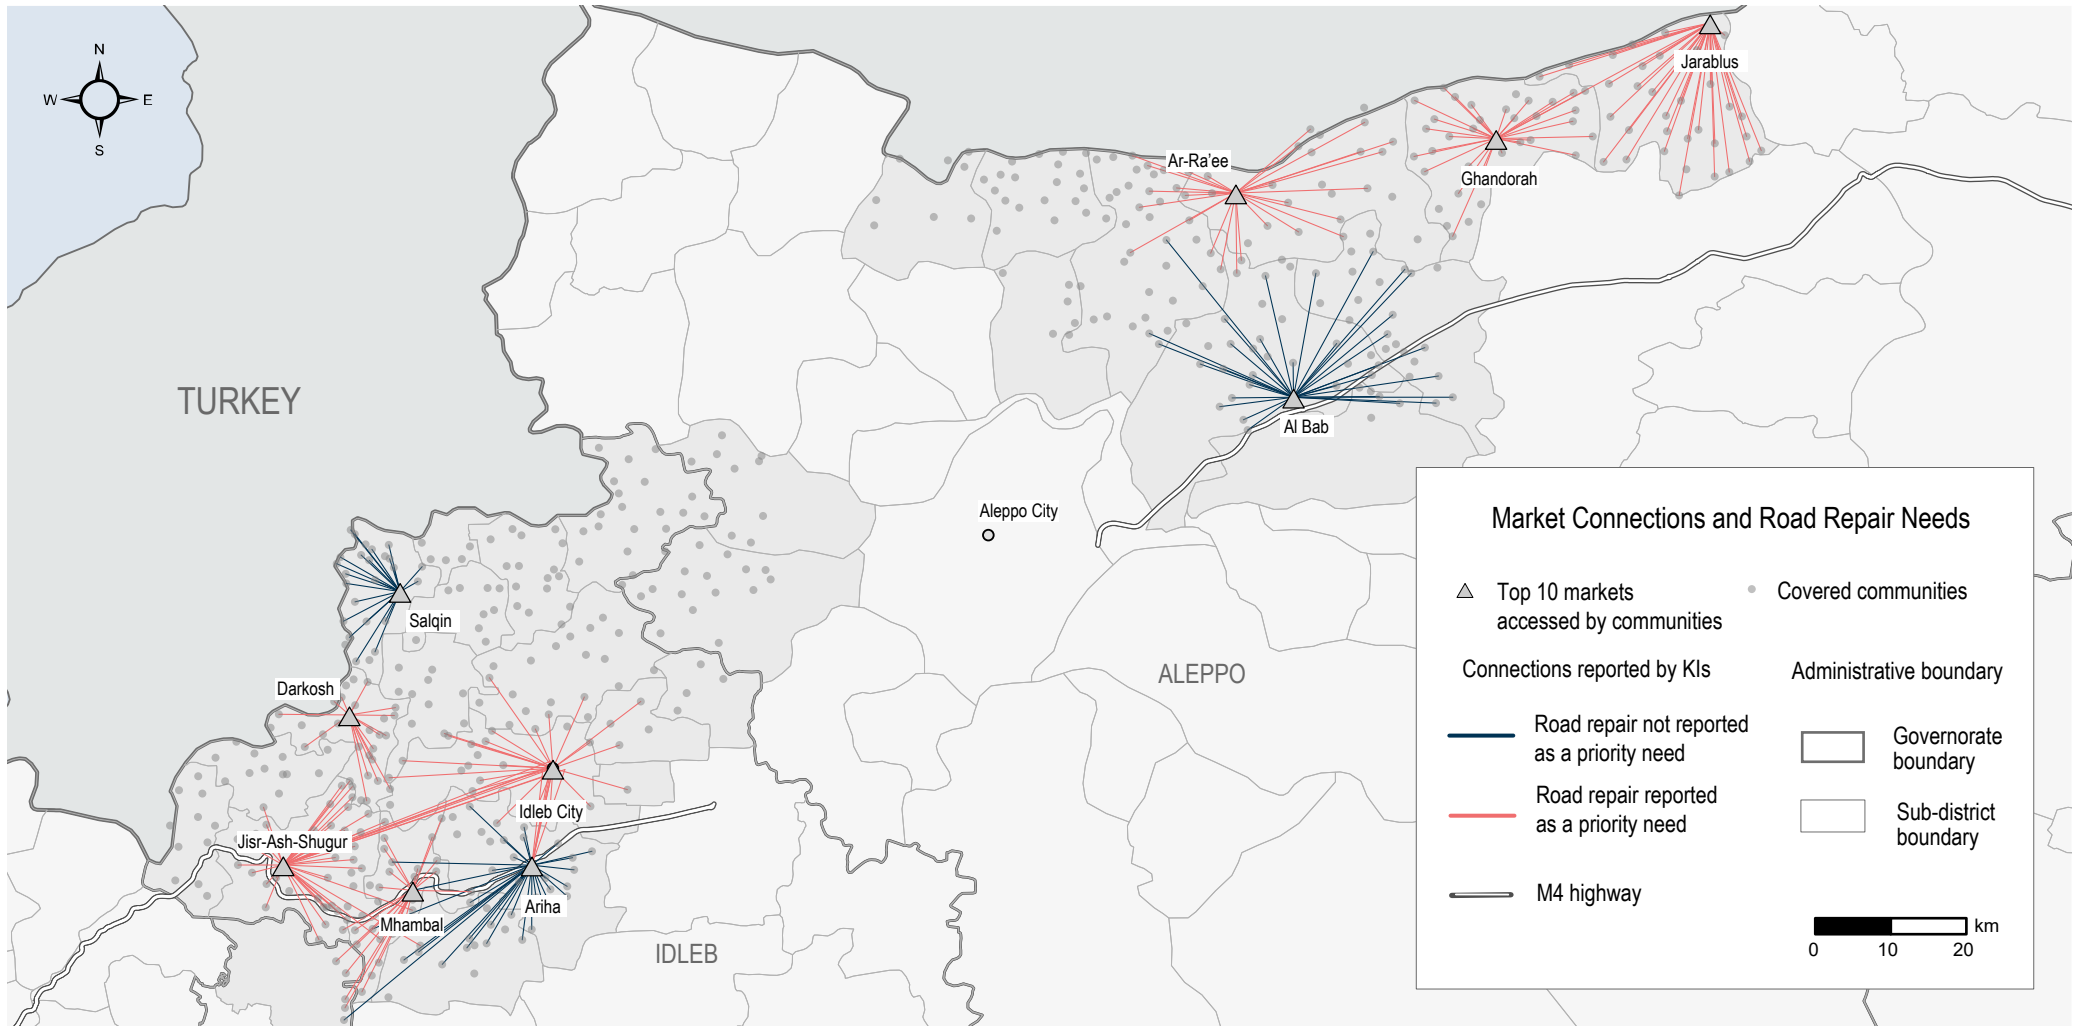 N
W E
S
Jarablus
Ar-Ra'ee
Ghandorah
TURKEY
Al Bab
Aleppo City
Salqin
ALEPPO
Darkosh
Idleb City
Jisr-Ash-Shugur
Ariha
Mhambal
IDLEB
Market Connections and Road Repair Needs
Top 10 markets
accessed by communities
Covered communities
Connections reported by KIs
Road repair not reported
as a priority need
Road repair reported
as a priority need
M4 highway
Administrative boundary
Governorate
boundary
Sub-district
boundary
km
0 10 20